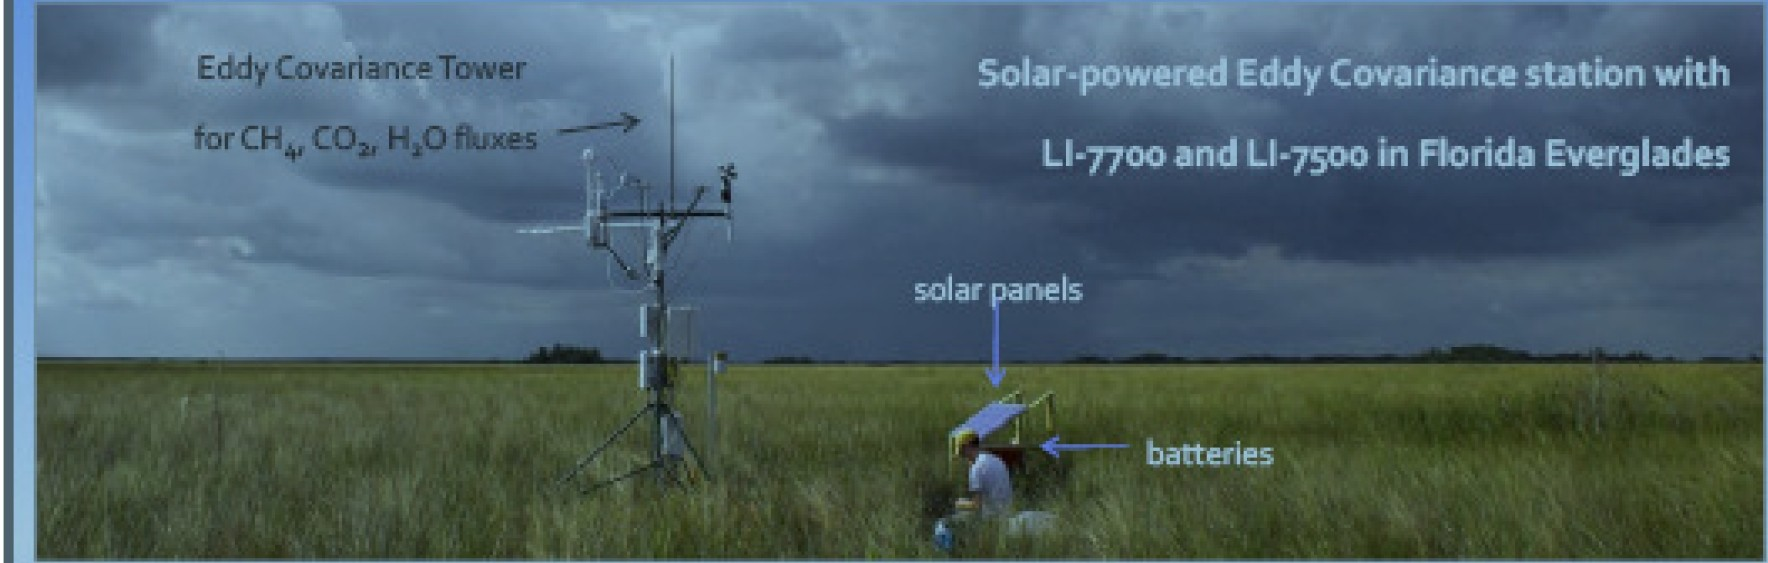 Eddy Covariance Tower
for CH₄, CO₂, H₂O fluxes
Solar-powered Eddy Covariance station with
LI-7700 and LI-7500 in Florida Everglades
solar panels
batteries